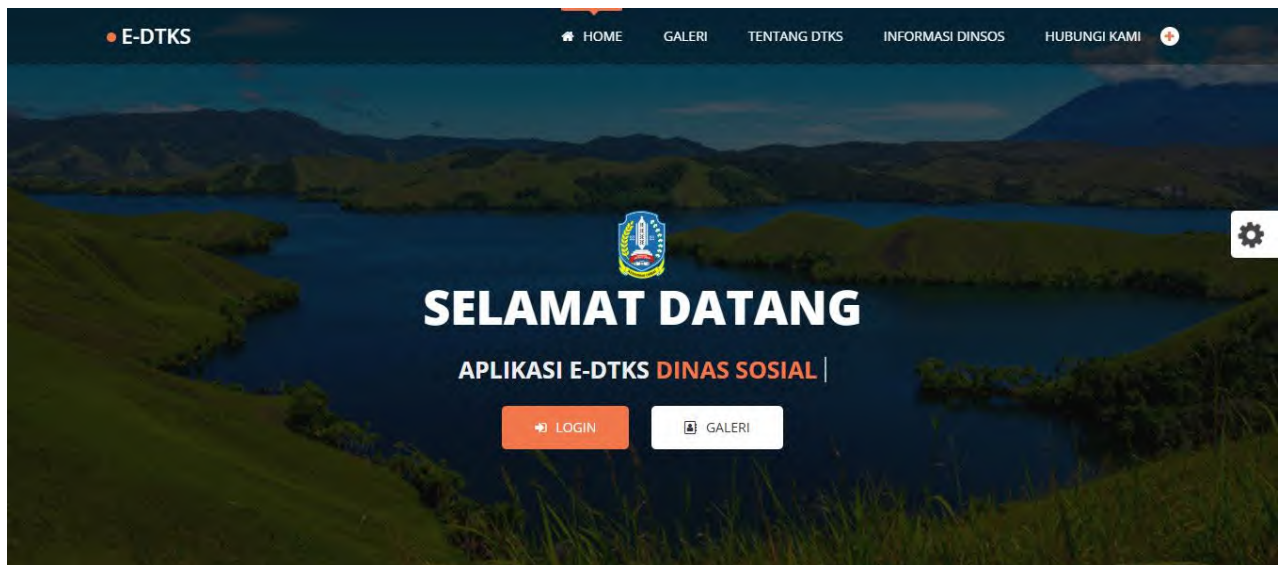 E-DTKS
HOME GALERI TENTANG DTKS INFORMASI DINSOS HUBUNGI KAMI
SELAMAT DATANG
APLIKASI E-DTKS DINAS SOSIAL
LOGIN GALERI